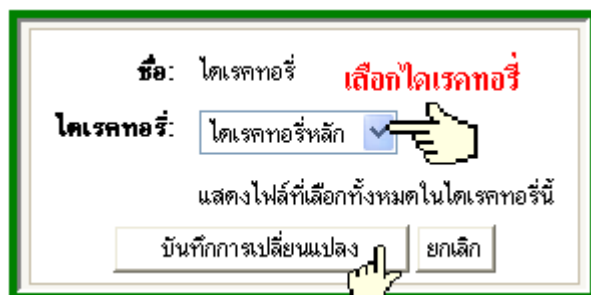 ชื่อ: ไดเรคทอรี่ เลือกไดเรคทอรี่
ไดเรคทอรี่: ไดเรคทอรี่หลัก
แสดงไฟล์ที่เลือกทั้งหมดในไดเรคทอรี่นี้
บันทึกการเปลี่ยนแปลง ยกเลิก